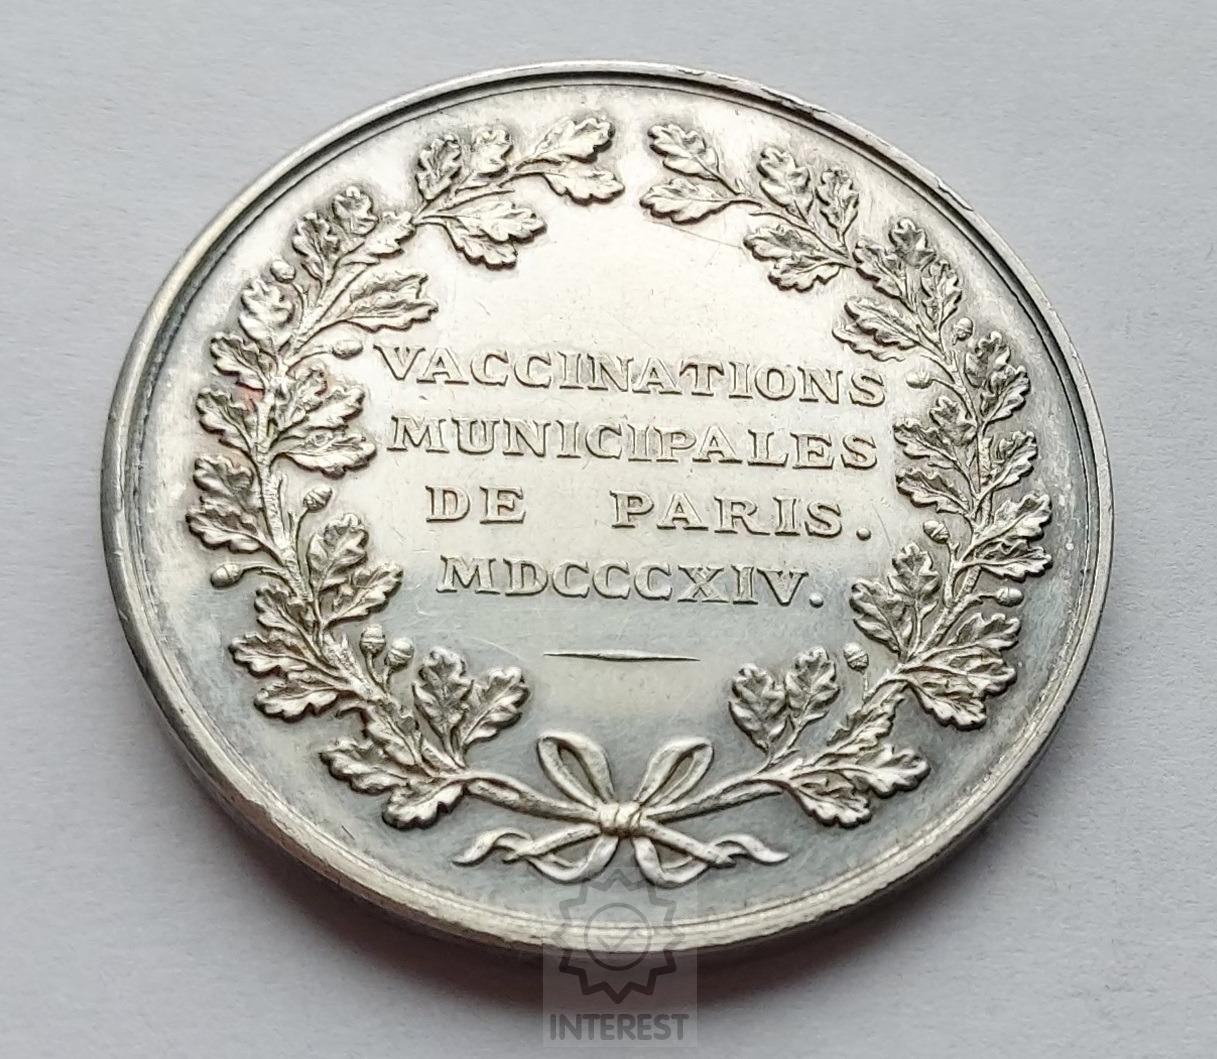 VACCINATIONS
MUNICIPALES
DE PARIS.
MDCCCXIV.
INTEREST